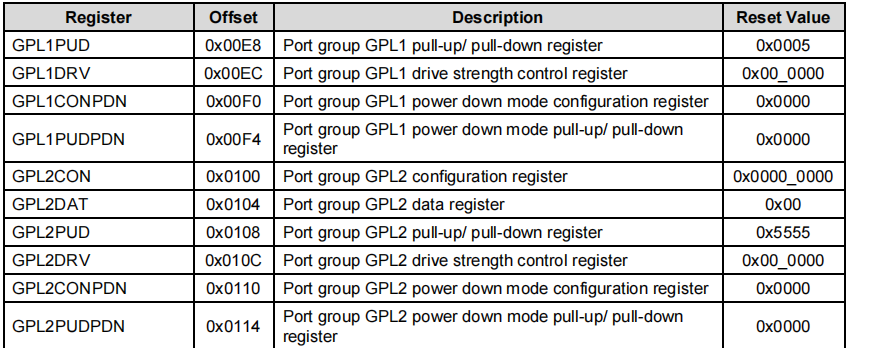 Register Offset Description Reset Value
GPL1PUD 0x00E8 Port group GPL1 pull-up/ pull-down register 0x0005
GPL1DRV 0x00EC Port group GPL1 drive strength control register 0x00_0000
GPL1CONPDN 0x00F0 Port group GPL1 power down mode configuration register 0x0000
GPL1PUDPDN 0x00F4 Port group GPL1 power down mode pull-up/ pull-down
register 0x0000
GPL2CON 0x0100 Port group GPL2 configuration register 0x0000_0000
GPL2DAT 0x0104 Port group GPL2 data register 0x00
GPL2PUD 0x0108 Port group GPL2 pull-up/ pull-down register 0x5555
GPL2DRV 0x010C Port group GPL2 drive strength control register 0x00_0000
GPL2CONPDN 0x0110 Port group GPL2 power down mode configuration register 0x0000
GPL2PUDPDN 0x0114 Port group GPL2 power down mode pull-up/ pull-down
register 0x0000